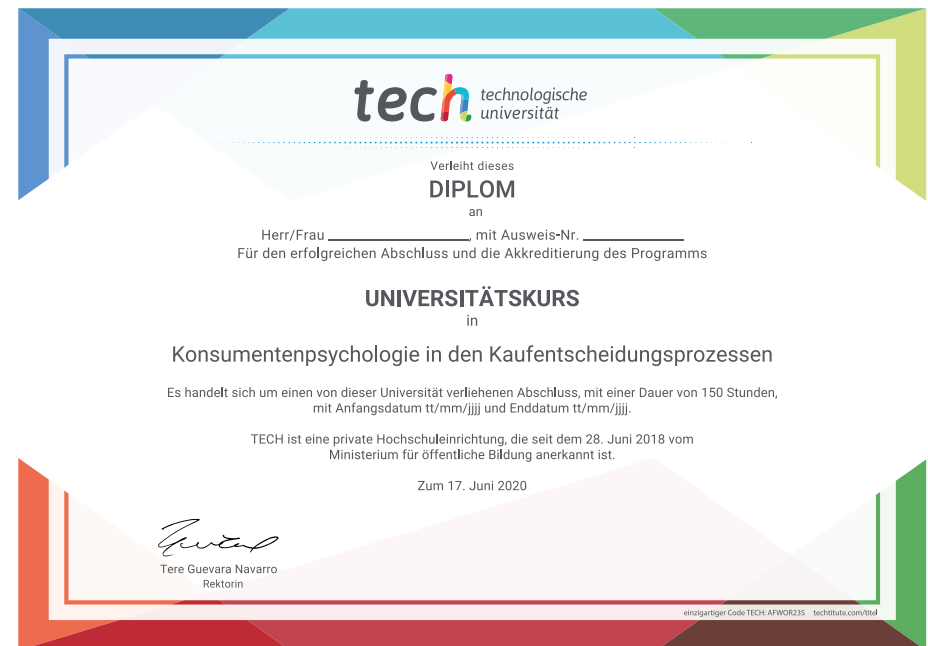 tech technologische
universität
Verleiht dieses
DIPLOM
an
Herr/Frau ____________, mit Ausweis-Nr. ____________
Für den erfolgreichen Abschluss und die Akkreditierung des Programms
UNIVERSITÄTSKURS
in
Konsumentenpsychologie in den Kaufentscheidungsprozessen
Es handelt sich um einen von dieser Universität verliehenen Abschluss, mit einer Dauer von 150 Stunden,
mit Anfangsdatum tt/mm/jjjj und Enddatum tt/mm/jjjj.
TECH ist eine private Hochschuleinrichtung, die seit dem 28. Juni 2018 vom
Ministerium für öffentliche Bildung anerkannt ist.
Zum 17. Juni 2020
Tere Guevara Navarro
Rektorin
einzigartiger Code TECH: AFWOR23S techtitute.com/titel